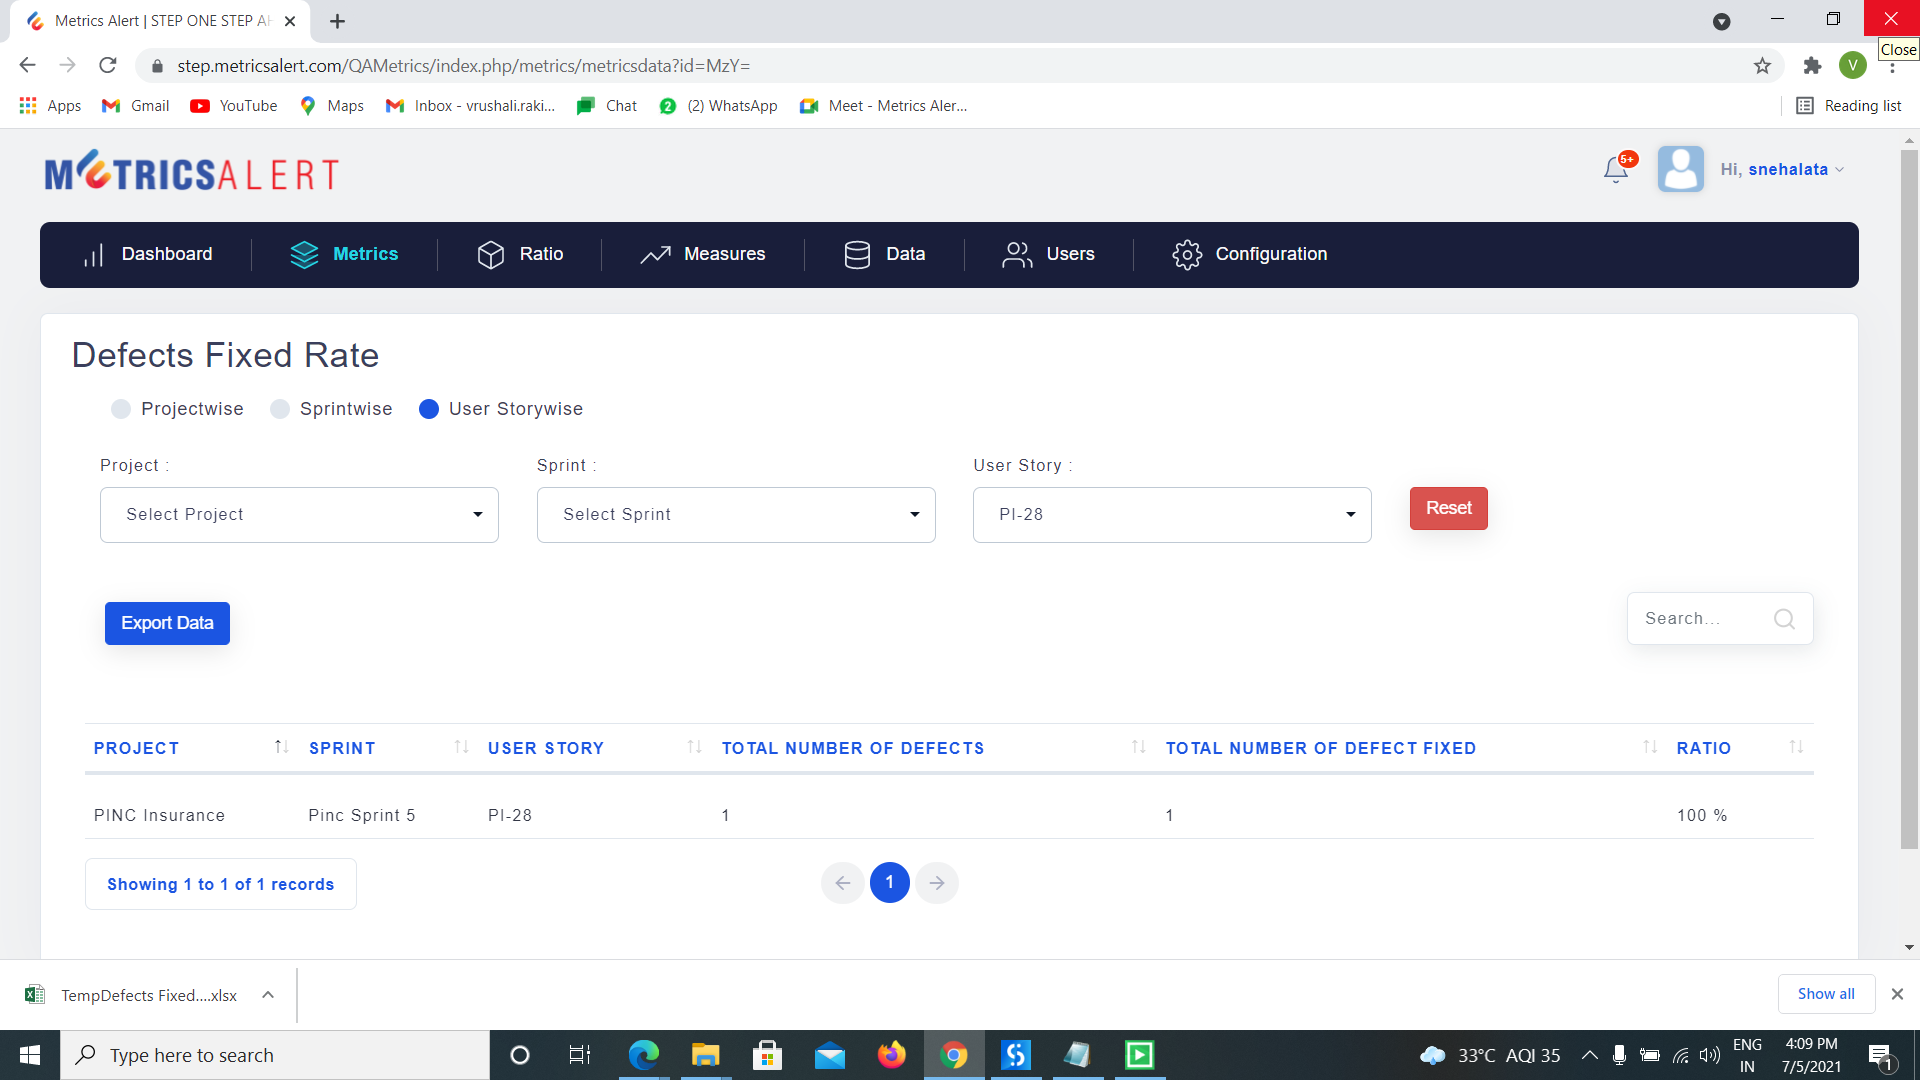 Metrics Alert | STEP ONE STEP AH
Close
step.metricsalert.com/QAMetrics/index.php/metrics/metricsdata?id=MzY=
V
Apps Gmail YouTube Maps Inbox - vrushali.raki... Chat 2 (2) WhatsApp Meet - Metrics Aler... Reading list
METRICSALERT
5+
Hi, snehalata
Dashboard Metrics Ratio Measures Data Users Configuration
Defects Fixed Rate
Projectwise Sprintwise User Storywise
Project : Sprint : User Story :
Select Project Select Sprint PI-28 Reset
Export Data Search...
PROJECT SPRINT USER STORY TOTAL NUMBER OF DEFECTS TOTAL NUMBER OF DEFECT FIXED RATIO
PINC Insurance Pinc Sprint 5 PI-28 1 1 100 %
Showing 1 to 1 of 1 records 1
TempDefects Fixed....xlsx Show all
Type here to search 33°C AQI 35 ENG IN 4:09 PM 7/5/2021 1